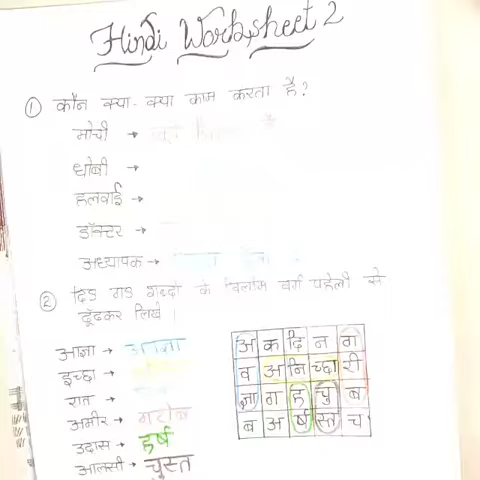 Hindi Worksheet 2
① कौन क्या-क्या काम करता है?
मोची →
धोबी →
हलवाई →
डॉक्टर →
अध्यापक →
② दिए गए शब्दों के विलोम वर्ग पहेली से
ढूँढकर लिखें।
आज्ञा →
इच्छा →
रात →
अमीर → गरीब
उदास → हर्ष
आलसी → चुस्त
अ क दि न ग
व अ नि च्छा री
ज्ञा ग ह चु ब
ब अ र्ष स्त च